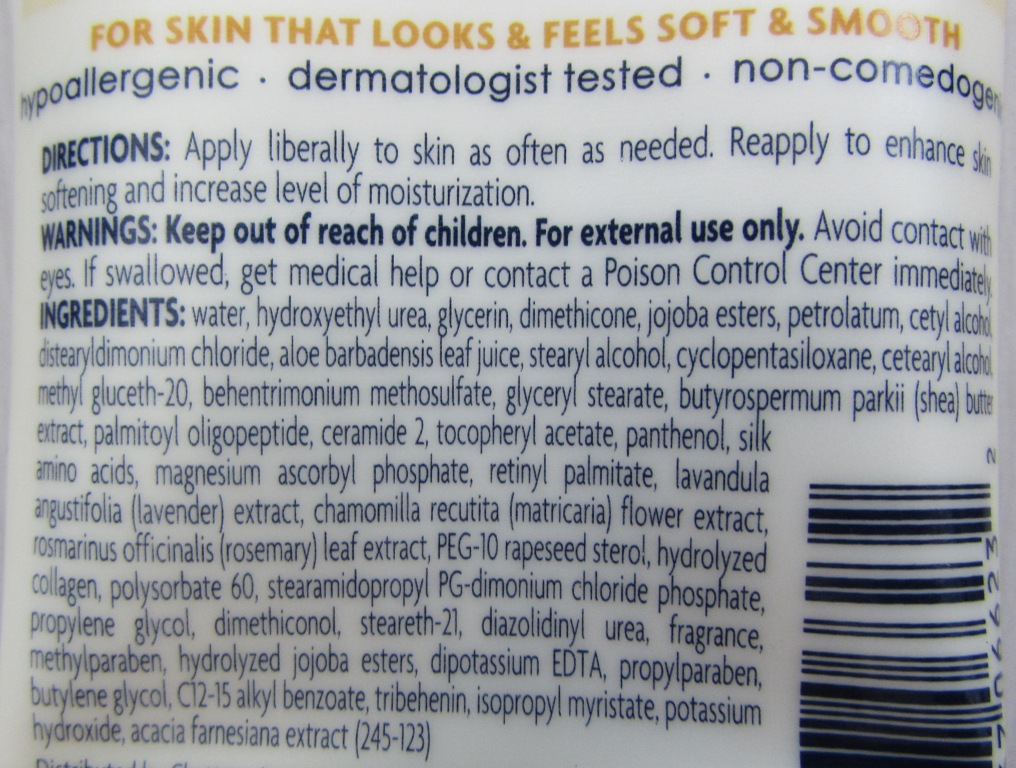 FOR SKIN THAT LOOKS & FEELS SOFT & SMOOTH
hypoallergenic · dermatologist tested ·
DIRECTIONS: Apply liberally to skin as often as needed. Reapply to enhance skin
softening and increase level of moisturization.
WARNINGS: Keep out of reach of children. For external use only. Avoid contact with
eyes. If swallowed, get medical help or contact a Poison Control Center immediately.
INGREDIENTS: water, hydroxyethyl urea, glycerin, dimethicone, jojoba esters, petrolatum, cetyl alcohol,
distearyldimonium chloride, aloe barbadensis leaf juice, stearyl alcohol, cyclopentasiloxane, cetearyl alcohol,
methyl gluceth-20, behentrimonium methosulfate, glyceryl stearate, butyrospermum parkii (shea) butter
extract, palmitoyl oligopeptide, ceramide 2, tocopheryl acetate, panthenol, silk
amino acids, magnesium ascorbyl phosphate, retinyl palmitate, lavandula
angustifolia (lavender) extract, chamomilla recutita (matricaria) flower extract,
rosmarinus officinalis (rosemary) leaf extract, PEG-10 rapeseed sterol, hydrolyzed
collagen, polysorbate 60, stearamidopropyl PG-dimonium chloride phosphate,
propylene glycol, dimethiconol, steareth-21, diazolidinyl urea, fragrance,
methylparaben, hydrolyzed jojoba esters, dipotassium EDTA, propylparaben,
butylene glycol, C12-15 alkyl benzoate, tribehenin, isopropyl myristate, potassium
hydroxide, acacia farnesiana extract (245-123)
2